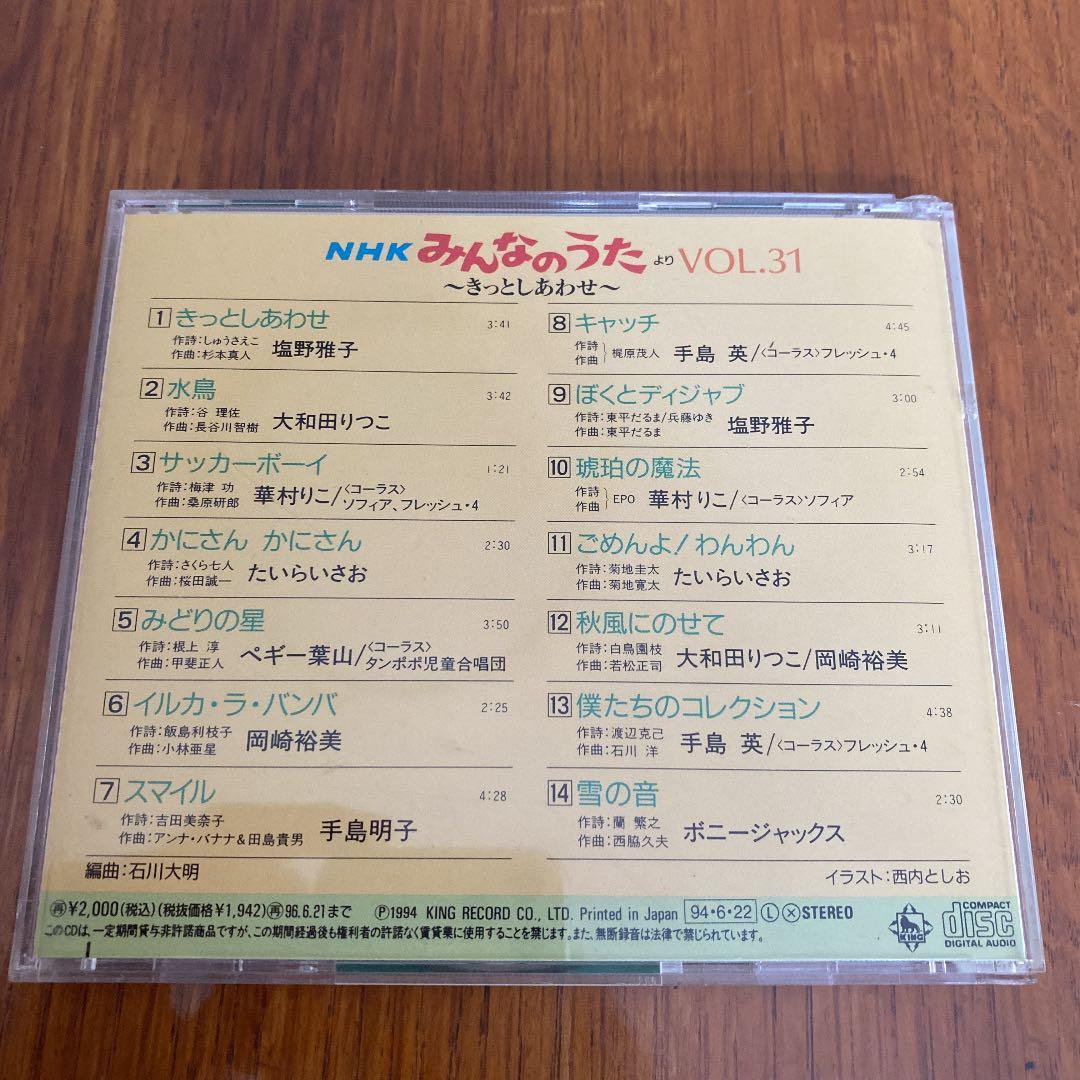 NHK みんなのうた より VOL.31
〜きっとしあわせ〜
1 きっとしあわせ 3:41
作詩:しゅうさえこ
作曲:杉本真人 塩野雅子
2 水鳥 3:42
作詩:谷 理佐
作曲:長谷川智樹 大和田りつこ
3 サッカーボーイ 1:21
作詩:梅津 功
作曲:桑原研郎 華村りこ/〈コーラス〉ソフィア、フレッシュ・4
4 かにさん かにさん 2:30
作詩:さくら七人
作曲:桜田誠一 たいらいさお
5 みどりの星 3:50
作詩:根上 淳
作曲:甲斐正人 ペギー葉山/〈コーラス〉タンポポ児童合唱団
6 イルカ・ラ・バンバ 2:25
作詩:飯島利枝子
作曲:小林亜星 岡崎裕美
7 スマイル 4:28
作詩:吉田美奈子
作曲:アンナ・バナナ&田島貴男 手島明子
編曲:石川大明
8 キャッチ 4:45
作詩
作曲 梶原茂人 手島 英/〈コーラス〉フレッシュ・4
9 ぼくとディジャブ 3:00
作詩:東平だるま/兵藤ゆき
作曲:東平だるま 塩野雅子
10 琥珀の魔法 2:54
作詩
作曲 EPO 華村りこ/〈コーラス〉ソフィア
11 ごめんよ!わんわん 3:17
作詩:菊地圭太
作曲:菊地寛太 たいらいさお
12 秋風にのせて 3:11
作詩:白鳥園枝
作曲:若松正司 大和田りつこ/岡崎裕美
13 僕たちのコレクション 4:38
作詩:渡辺克己
作曲:石川 洋 手島 英/〈コーラス〉フレッシュ・4
14 雪の音 2:30
作詩:蘭 繁之
作曲:西脇久夫 ボニージャックス
イラスト:西内としお
再¥2,000(税込)(税抜価格¥1,942)再96.6.21まで Ⓟ1994 KING RECORD CO., LTD. Printed in Japan 94・6・22 Ⓛ Ⓧ STEREO
このCDは、一定期間貸与非許諾商品ですが、この期間経過後も権利者の許諾なく賃貸業に使用することを禁じます。また、無断録音は法律で禁じられています。
KING
COMPACT
disc
DIGITAL AUDIO